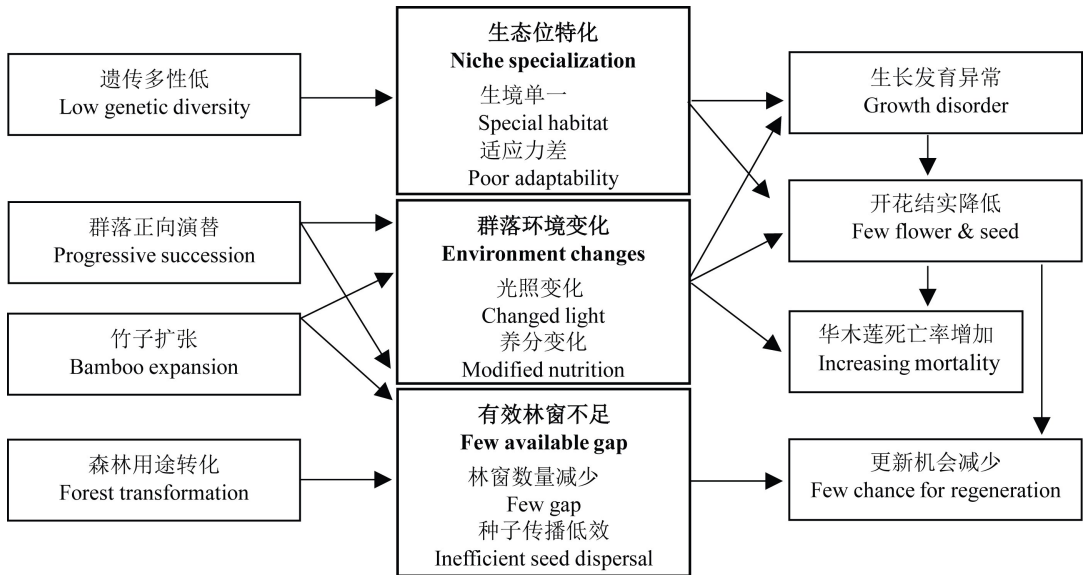 遗传多性低
Low genetic diversity
群落正向演替
Progressive succession
竹子扩张
Bamboo expansion
森林用途转化
Forest transformation
生态位特化
Niche specialization
生境单一
Special habitat
适应力差
Poor adaptability
群落环境变化
Environment changes
光照变化
Changed light
养分变化
Modified nutrition
有效林窗不足
Few available gap
林窗数量减少
Few gap
种子传播低效
Inefficient seed dispersal
生长发育异常
Growth disorder
开花结实降低
Few flower & seed
华木莲死亡率增加
Increasing mortality
更新机会减少
Few chance for regeneration